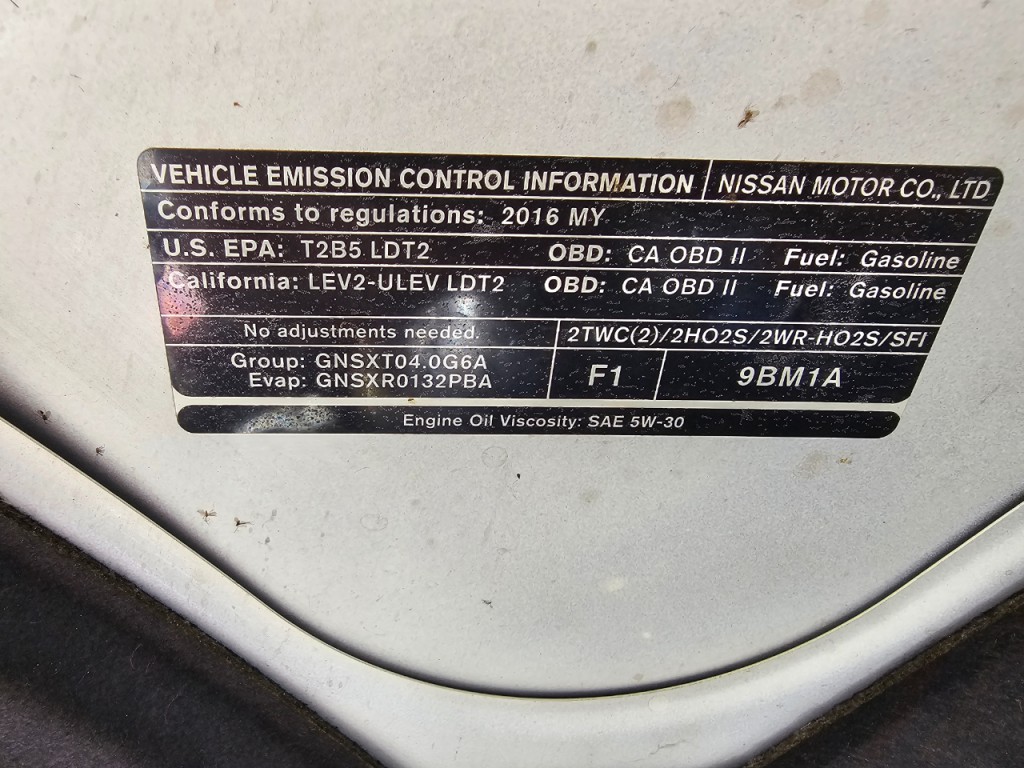 VEHICLE EMISSION CONTROL INFORMATION NISSAN MOTOR CO., LTD
Conforms to regulations: 2016 MY
U.S. EPA: T2B5 LDT2 OBD: CA OBD II Fuel: Gasoline
California: LEV2-ULEV LDT2 OBD: CA OBD II Fuel: Gasoline
No adjustments needed. 2TWC(2)/2HO2S/2WR-HO2S/SFI
Group: GNSXT04.0G6A
Evap: GNSXR0132PBA
F1 9BM1A
Engine Oil Viscosity: SAE 5W-30